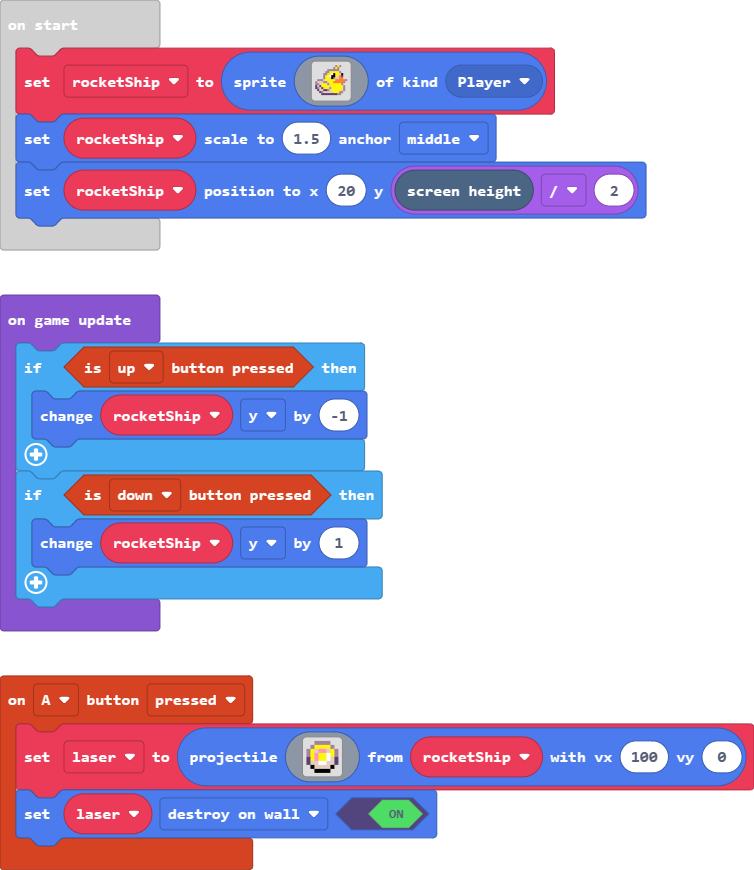 on start
set rocketShip to sprite of kind Player
set rocketShip scale to 1.5 anchor middle
set rocketShip position to x 20 y screen height / 2
on game update
if is up button pressed then
change rocketShip y by -1
if is down button pressed then
change rocketShip y by 1
on A button pressed
set laser to projectile from rocketShip with vx 100 vy 0
set laser destroy on wall ON